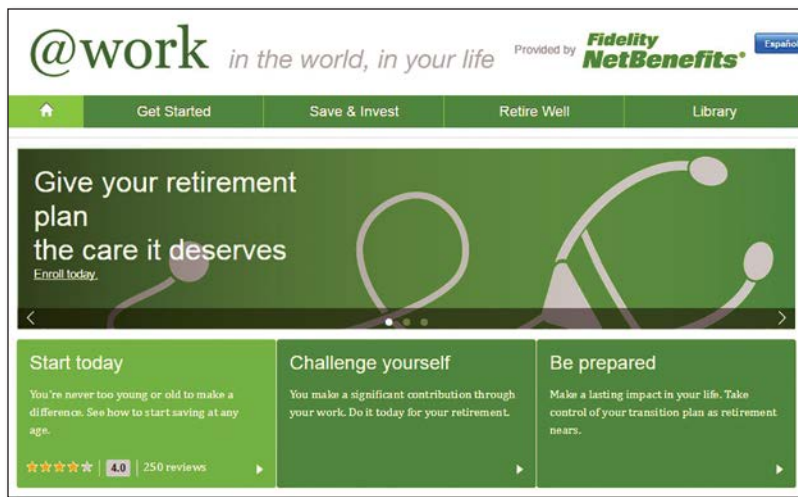 @work in the world, in your life Provided by Fidelity NetBenefits® Español
Get Started Save & Invest Retire Well Library
Give your retirement
plan
the care it deserves
Enroll today.
Start today
You're never too young or old to make a
difference. See how to start saving at any
age.
4.0 250 reviews
Challenge yourself
You make a significant contribution through
your work. Do it today for your retirement.
Be prepared
Make a lasting impact in your life. Take
control of your transition plan as retirement
nears.